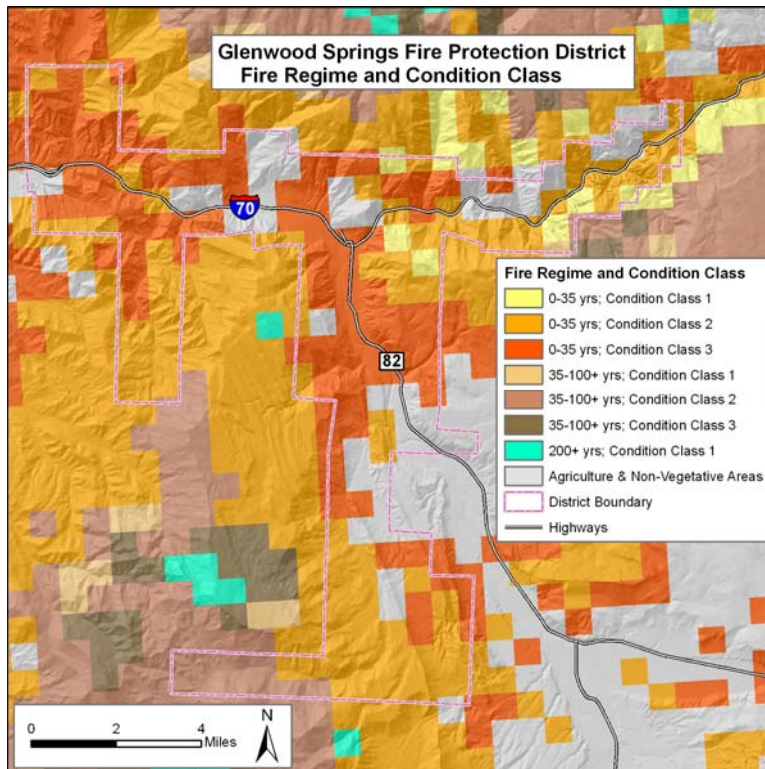 Glenwood Springs Fire Protection District
Fire Regime and Condition Class
70
82
Fire Regime and Condition Class
0-35 yrs; Condition Class 1
0-35 yrs; Condition Class 2
0-35 yrs; Condition Class 3
35-100+ yrs; Condition Class 1
35-100+ yrs; Condition Class 2
35-100+ yrs; Condition Class 3
200+ yrs; Condition Class 1
Agriculture & Non-Vegetative Areas
District Boundary
Highways
0 2 4
Miles
N